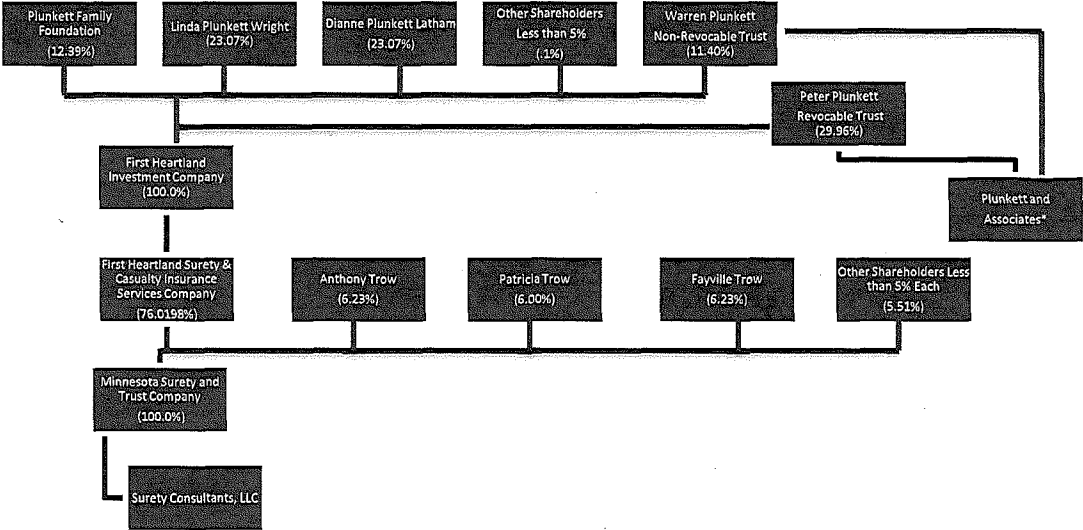 Plunkett Family
Foundation
(12.39%)
Linda Plunkett Wright
(23.07%)
Dianne Plunkett Latham
(23.07%)
Other Shareholders
Less than 5%
(.1%)
Warren Plunkett
Non-Revocable Trust
(11.40%)
Peter Plunkett
Revocable Trust
(29.96%)
First Heartland
Investment Company
(100.0%)
Plunkett and
Associates*
First Heartland Surety &
Casualty Insurance
Services Company
(76.0198%)
Anthony Trow
(6.23%)
Patricia Trow
(6.00%)
Fayville Trow
(6.23%)
Other Shareholders Less
than 5% Each
(5.51%)
Minnesota Surety and
Trust Company
(100.0%)
Surety Consultants, LLC